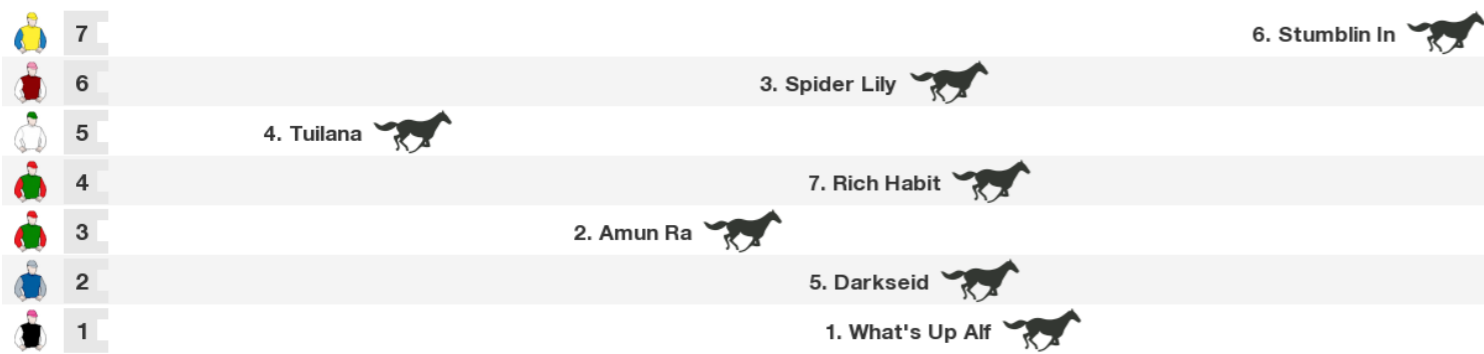 7 6. Stumblin In
6 3. Spider Lily
5 4. Tuilana
4 7. Rich Habit
3 2. Amun Ra
2 5. Darkseid
1 1. What's Up Alf